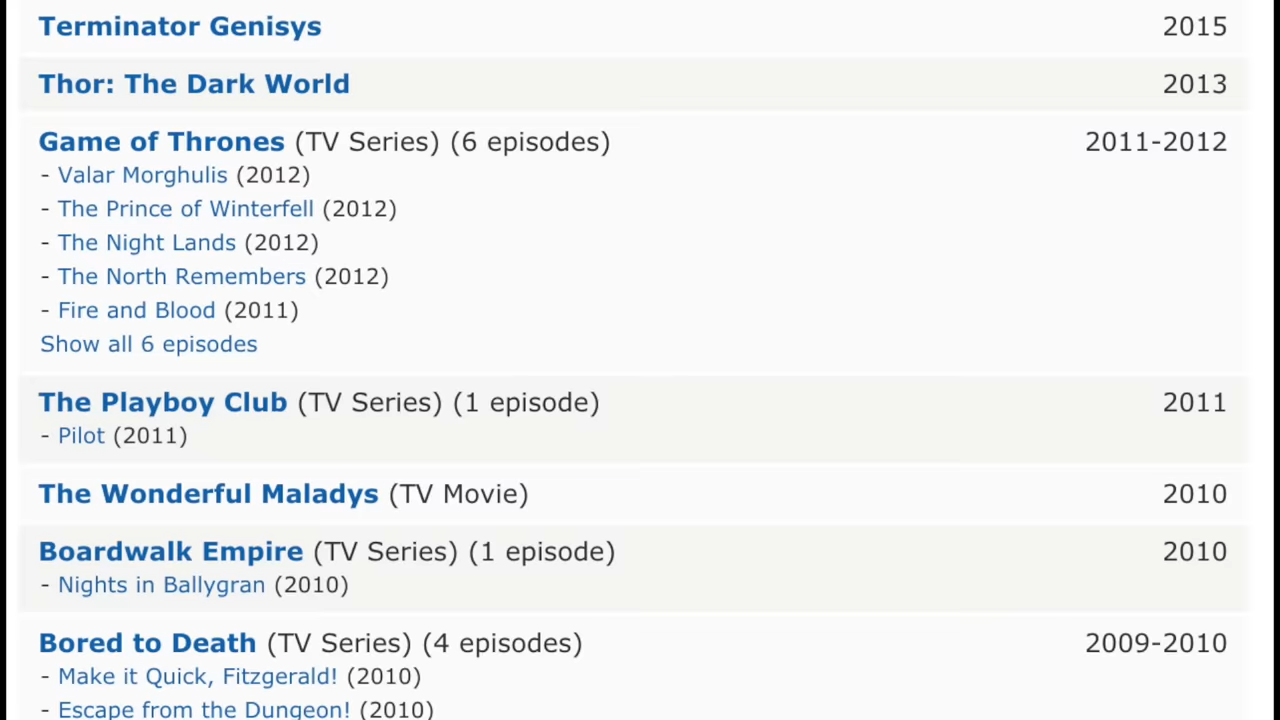 Terminator Genisys 2015
Thor: The Dark World 2013
Game of Thrones (TV Series) (6 episodes) 2011-2012
- Valar Morghulis (2012)
- The Prince of Winterfell (2012)
- The Night Lands (2012)
- The North Remembers (2012)
- Fire and Blood (2011)
Show all 6 episodes
The Playboy Club (TV Series) (1 episode) 2011
- Pilot (2011)
The Wonderful Maladys (TV Movie) 2010
Boardwalk Empire (TV Series) (1 episode) 2010
- Nights in Ballygran (2010)
Bored to Death (TV Series) (4 episodes) 2009-2010
- Make it Quick, Fitzgerald! (2010)
- Escape from the Dungeon! (2010)